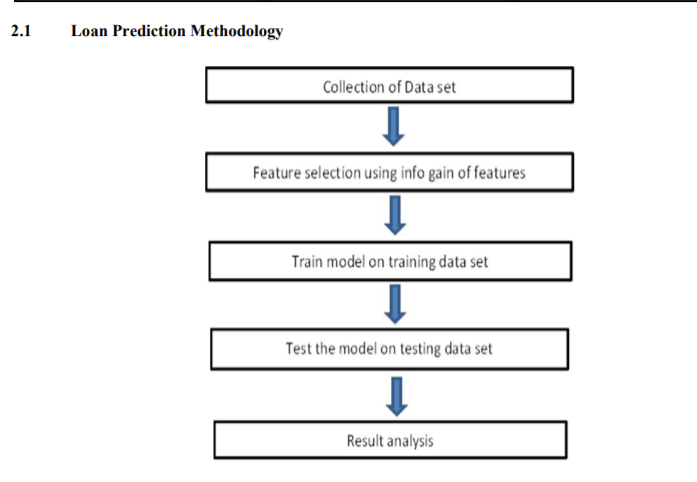 2.1 Loan Prediction Methodology
Collection of Data set
Feature selection using info gain of features
Train model on training data set
Test the model on testing data set
Result analysis